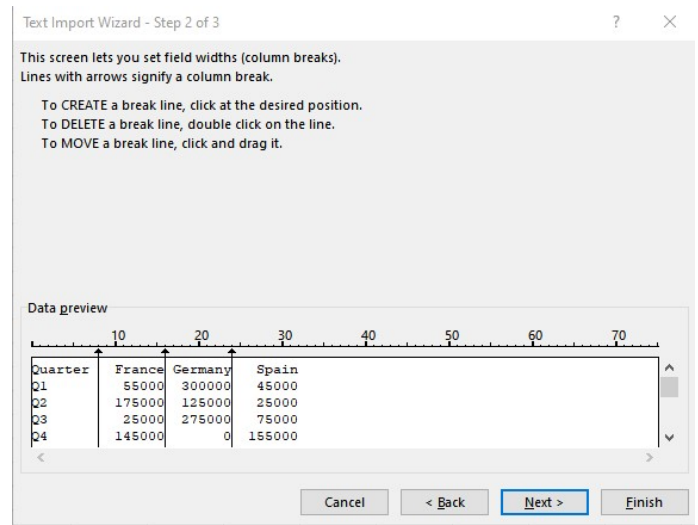 Text Import Wizard - Step 2 of 3 ? ×
This screen lets you set field widths (column breaks).
Lines with arrows signify a column break.
To CREATE a break line, click at the desired position.
To DELETE a break line, double click on the line.
To MOVE a break line, click and drag it.
Data preview
10 20 30 40 50 60 70
Quarter France Germany Spain
Q1 55000 300000 45000
Q2 175000 125000 25000
Q3 25000 275000 75000
Q4 145000 0 155000
Cancel < Back Next > Finish